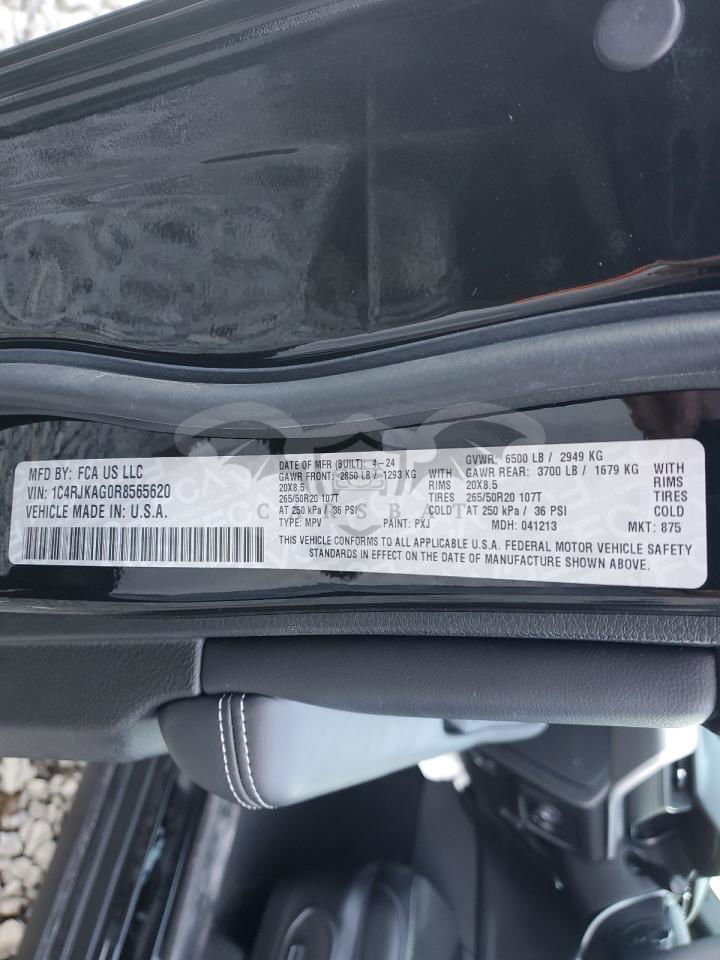 MFD BY: FCA US LLC
VIN: 1C4RJKAG0R8565620
VEHICLE MADE IN: U.S.A.
DATE OF MFR (BUILT): 4-24 GVWR: 6500 LB / 2949 KG
GAWR FRONT: 2850 LB / 1293 KG WITH GAWR REAR: 3700 LB / 1679 KG WITH
20X8.5 RIMS 20X8.5 RIMS
265/50R20 107T TIRES 265/50R20 107T TIRES
AT 250 kPa / 36 PSI COLD AT 250 kPa / 36 PSI COLD
TYPE: MPV PAINT: PXJ MDH: 041213 MKT: 875
THIS VEHICLE CONFORMS TO ALL APPLICABLE U.S.A. FEDERAL MOTOR VEHICLE SAFETY
STANDARDS IN EFFECT ON THE DATE OF MANUFACTURE SHOWN ABOVE.